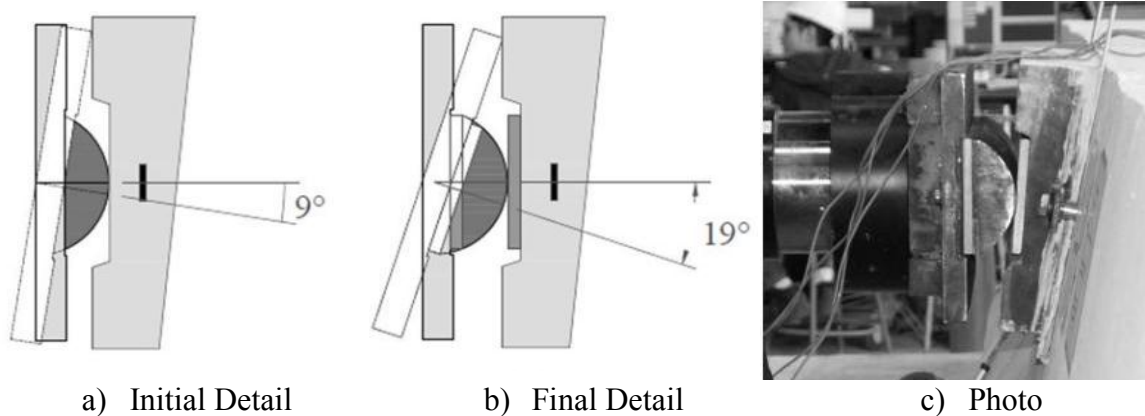 9°
19°
a) Initial Detail
b) Final Detail
c) Photo